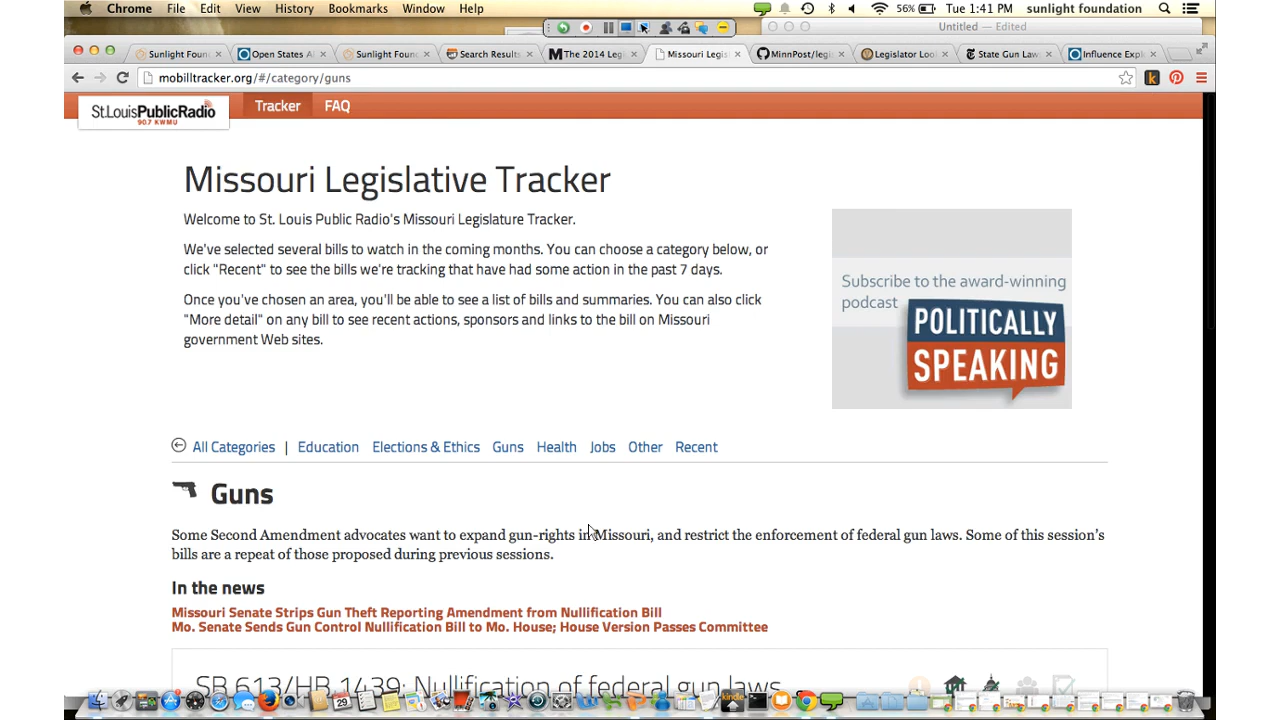 Chrome File Edit View History Bookmarks Window Help 56% Tue 1:41 PM sunlight foundation
Untitled — Edited
Sunlight Foun Open States A Sunlight Foun Search Results The 2014 Leg Missouri Legis MinnPost/leg Legislator Loo State Gun Law Influence Expl
mobilltracker.org/#/category/guns
St.LouisPublicRadio
90.7 KWMU
Tracker FAQ
Missouri Legislative Tracker
Welcome to St. Louis Public Radio's Missouri Legislature Tracker.
We've selected several bills to watch in the coming months. You can choose a category below, or
click "Recent" to see the bills we're tracking that have had some action in the past 7 days.
Once you've chosen an area, you'll be able to see a list of bills and summaries. You can also click
"More detail" on any bill to see recent actions, sponsors and links to the bill on Missouri
government Web sites.
Subscribe to the award-winning
podcast
POLITICALLY
SPEAKING
All Categories | Education Elections & Ethics Guns Health Jobs Other Recent
Guns
Some Second Amendment advocates want to expand gun-rights in Missouri, and restrict the enforcement of federal gun laws. Some of this session's
bills are a repeat of those proposed during previous sessions.
In the news
Missouri Senate Strips Gun Theft Reporting Amendment from Nullification Bill
Mo. Senate Sends Gun Control Nullification Bill to Mo. House; House Version Passes Committee
SB 613/HB 1439: Nullification of federal gun laws